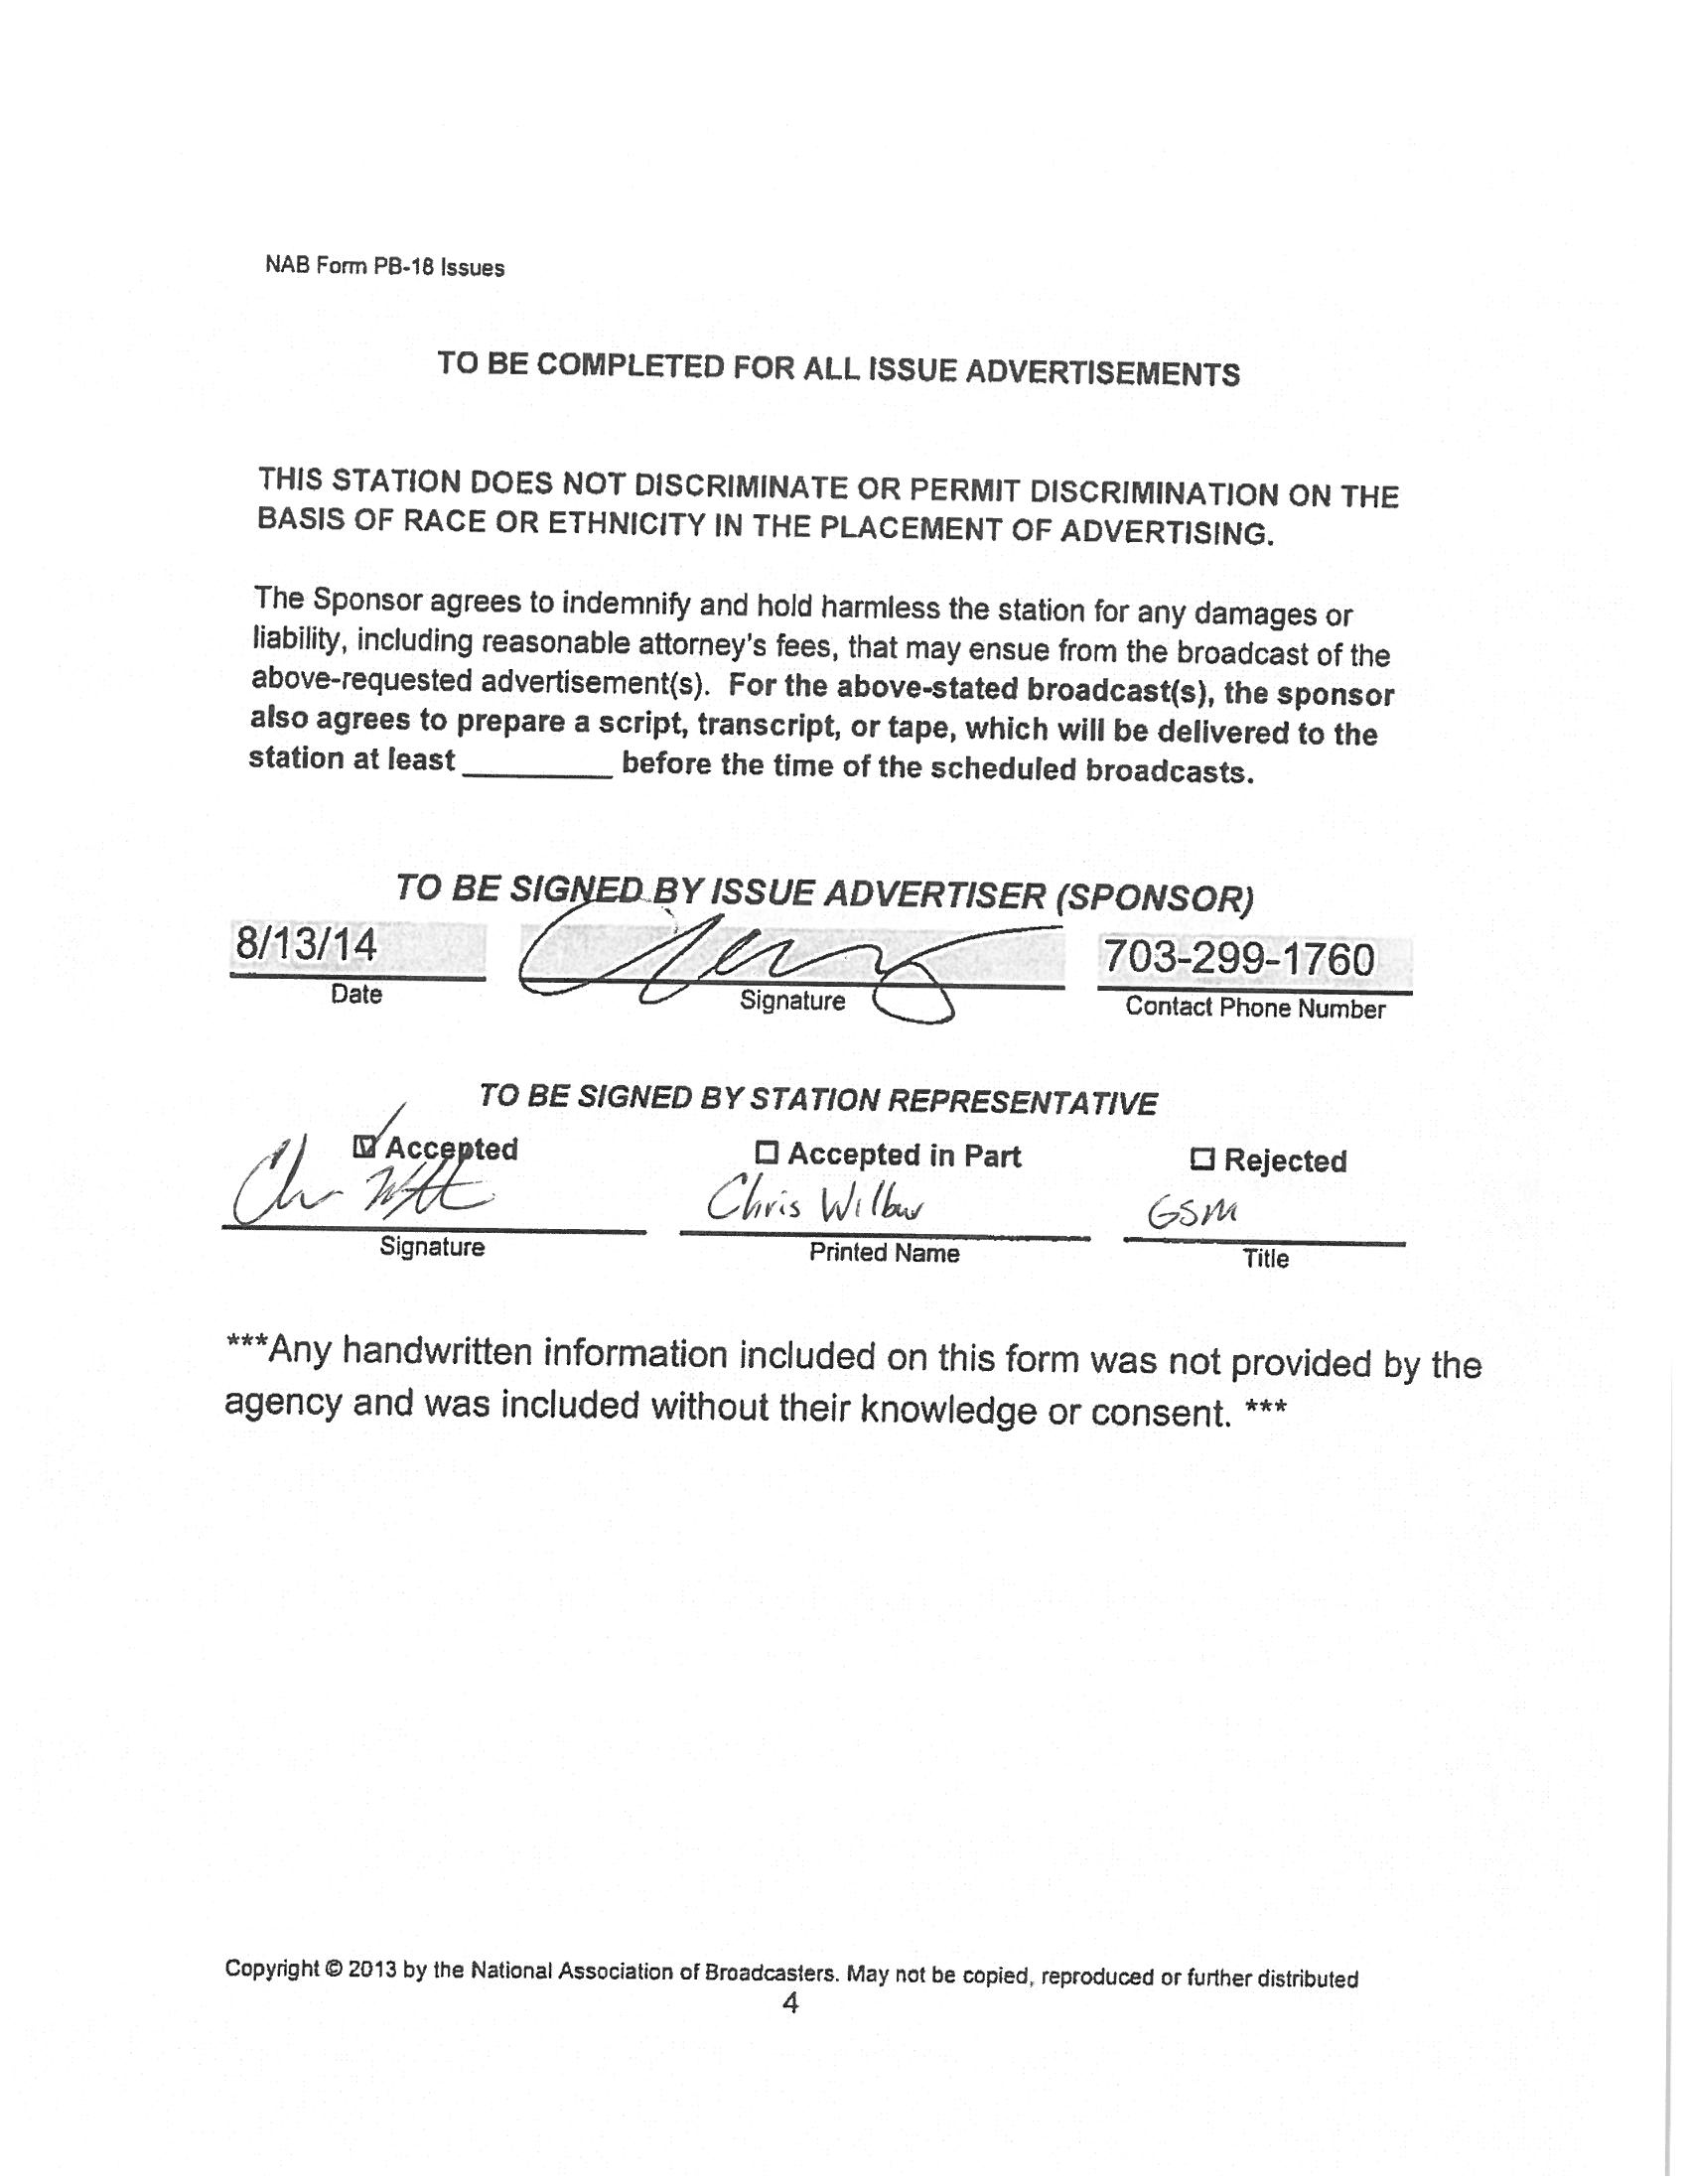 NAB Form PB-18 Issues
TO BE COMPLETED FOR ALL ISSUE ADVERTISEMENTS
THIS STATION DOES NOT DISCRIMINATE OR PERMIT DISCRIMINATION ON THE
BASIS OF RACE OR ETHNICITY IN THE PLACEMENT OF ADVERTISING.
The Sponsor agrees to indemnify and hold harmless the station for any damages or
liability, including reasonable attorney's fees, that may ensue from the broadcast of the
above-requested advertisement(s). For the above-stated broadcast(s), the sponsor
also agrees to prepare a script, transcript, or tape, which will be delivered to the
station at least __________ before the time of the scheduled broadcasts.
TO BE SIGNED BY ISSUE ADVERTISER (SPONSOR)
8/13/14 703-299-1760
Date Signature Contact Phone Number
TO BE SIGNED BY STATION REPRESENTATIVE
☑ Accepted ☐ Accepted in Part ☐ Rejected
Chris Wilbur GSM
Signature Printed Name Title
***Any handwritten information included on this form was not provided by the
agency and was included without their knowledge or consent. ***
Copyright © 2013 by the National Association of Broadcasters. May not be copied, reproduced or further distributed
4